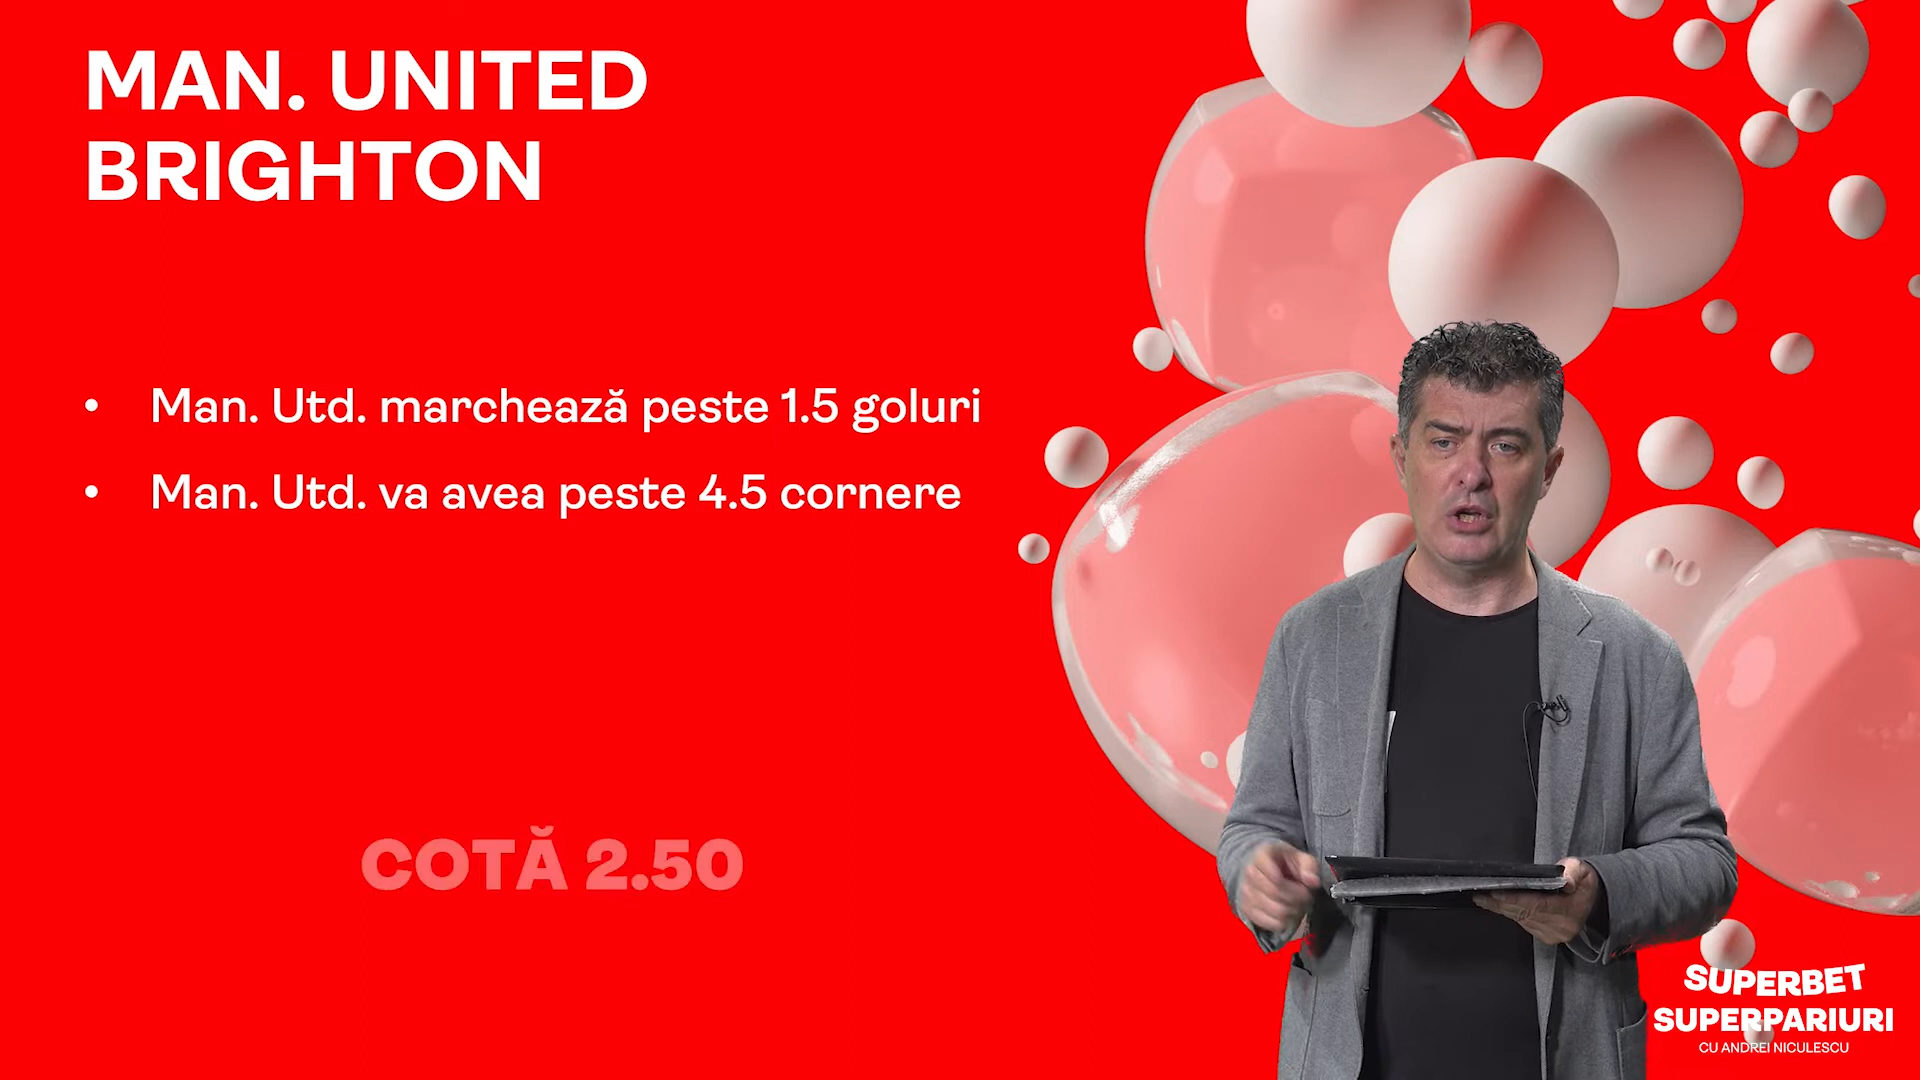 MAN. UNITED
BRIGHTON
• Man. Utd. marchează peste 1.5 goluri
• Man. Utd. va avea peste 4.5 cornere
COTĂ 2.50
SUPERBET
SUPERPARIURI
CU ANDREI NICULESCU